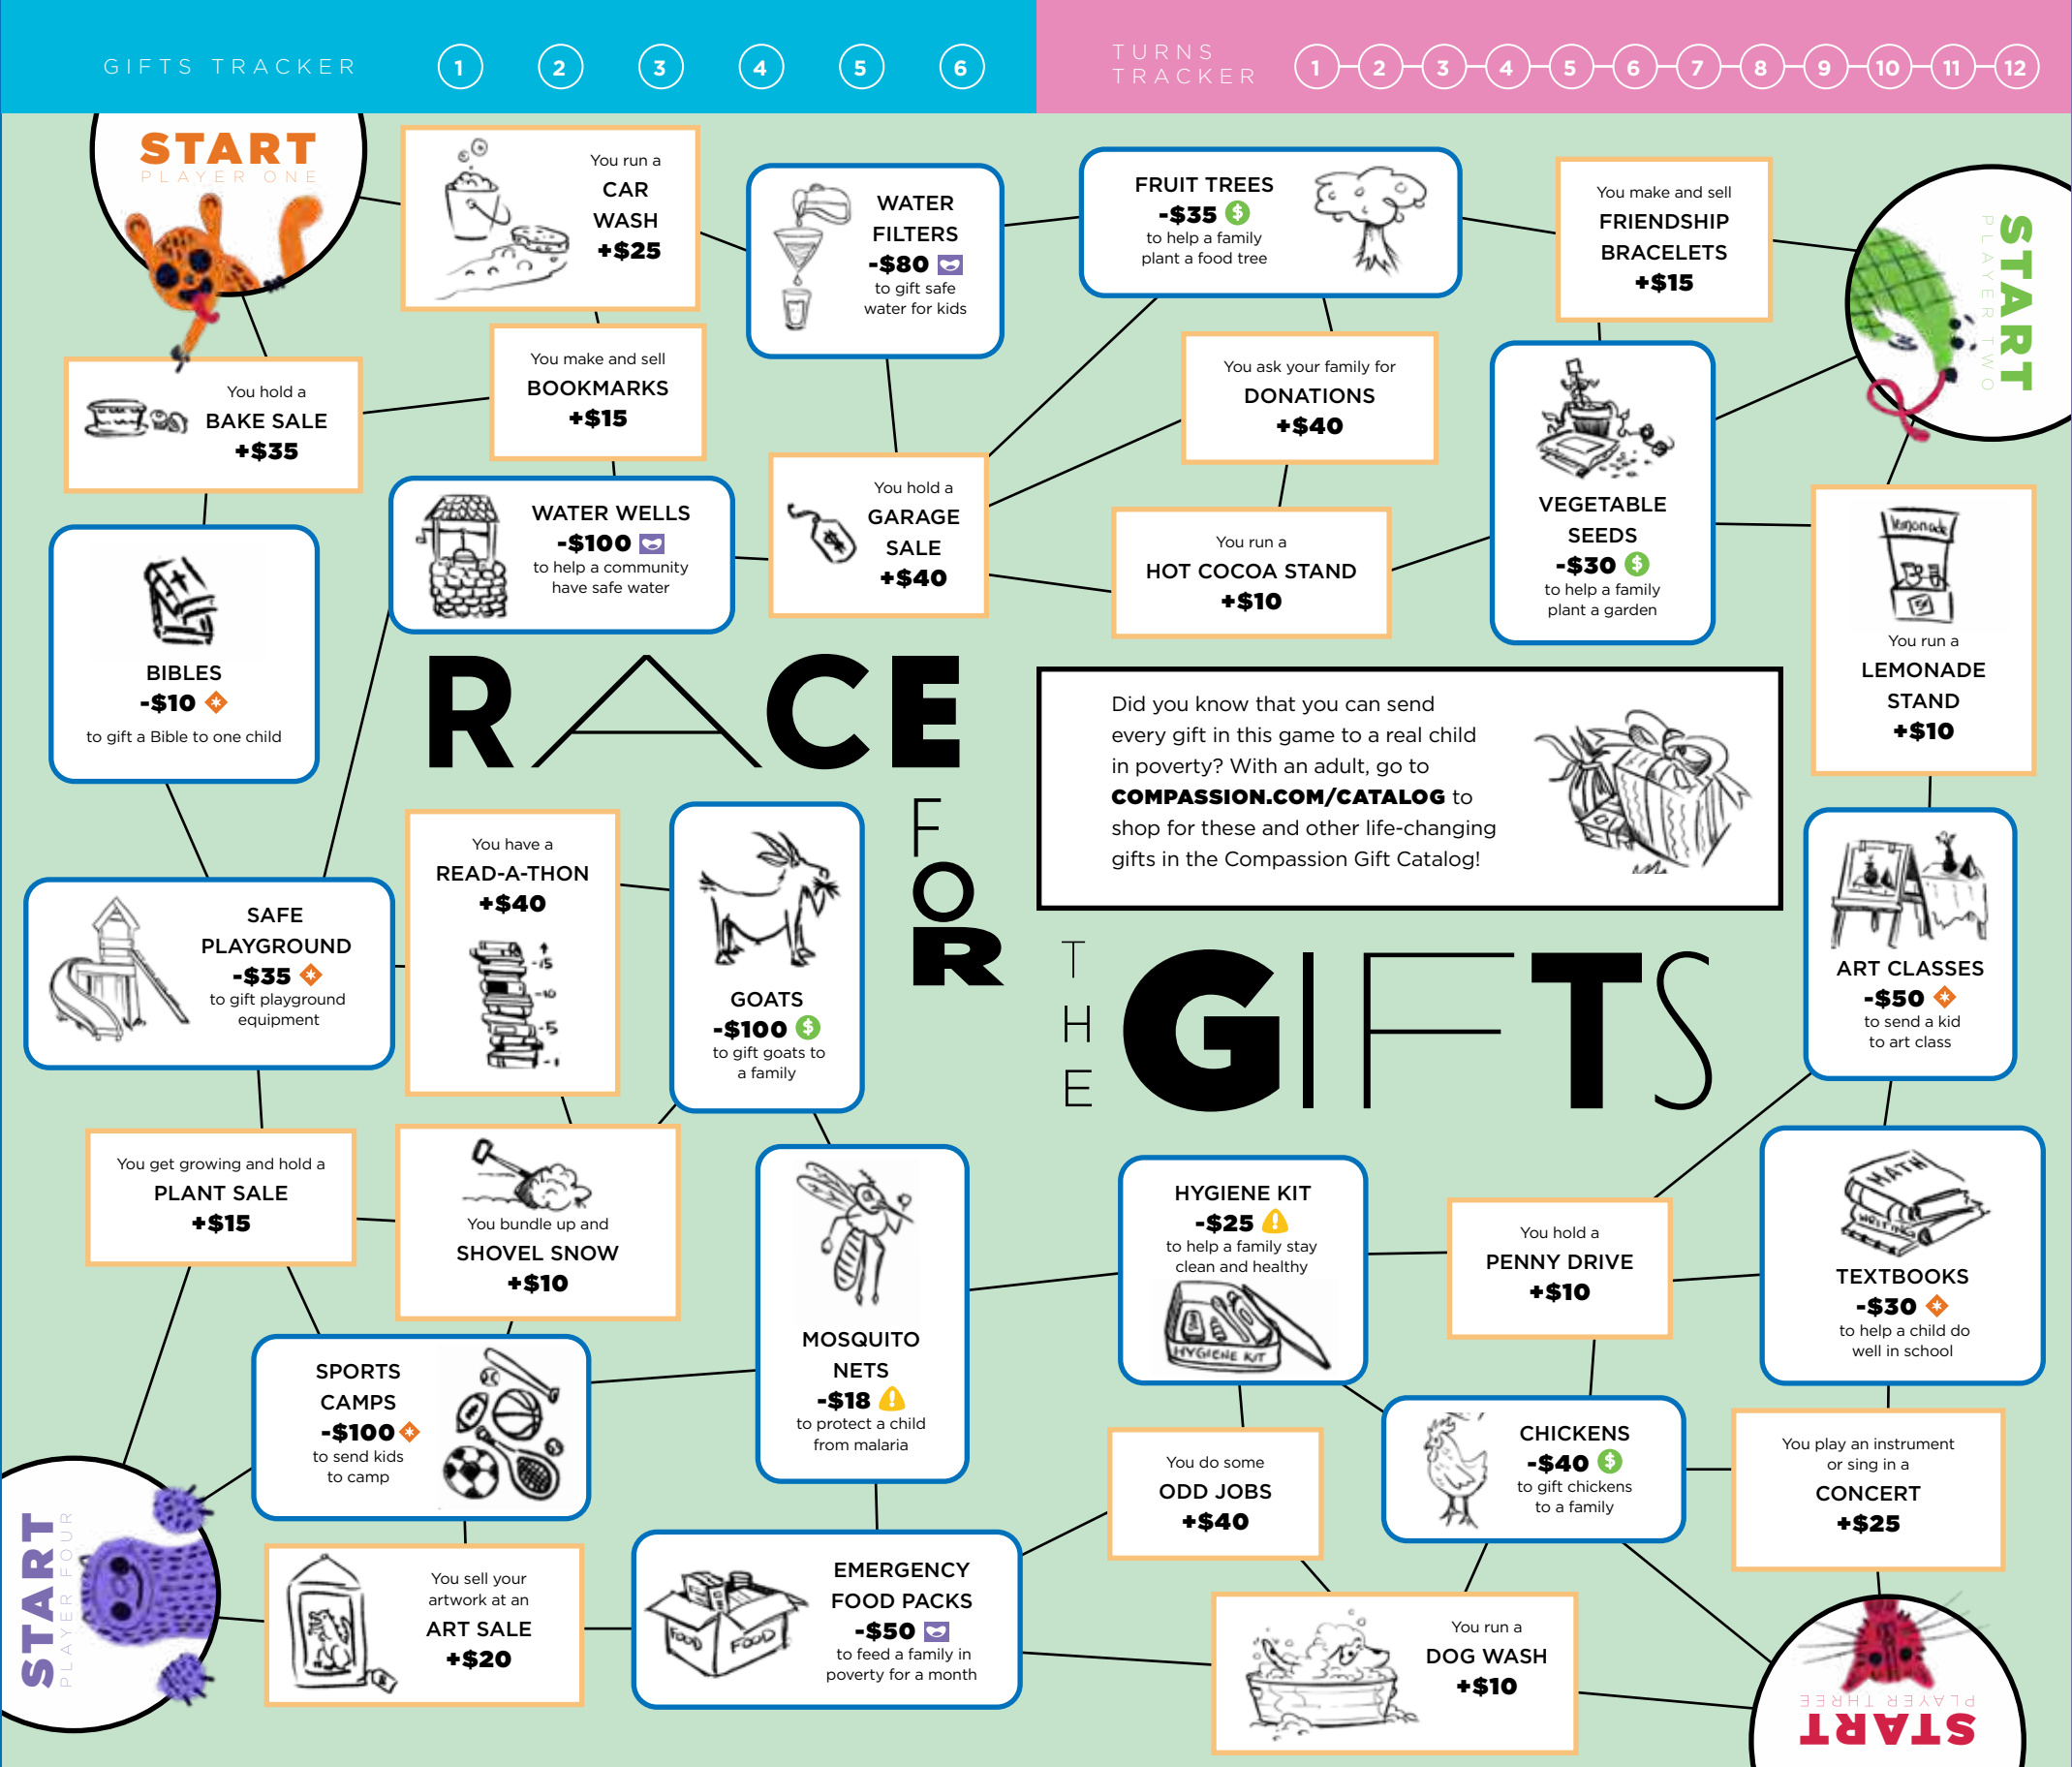 GIFTS TRACKER
1 2 3 4 5 6
TURNS
TRACKER
1 2 3 4 5 6 7 8 9 10 11 12
START
PLAYER ONE
You run a
CAR
WASH
+$25
WATER
FILTERS
-$80
to gift safe
water for kids
FRUIT TREES
-$35 $
to help a family
plant a food tree
You make and sell
FRIENDSHIP
BRACELETS
+$15
START
PLAYER TWO
You hold a
BAKE SALE
+$35
You make and sell
BOOKMARKS
+$15
You ask your family for
DONATIONS
+$40
VEGETABLE
SEEDS
-$30 $
to help a family
plant a garden
WATER WELLS
-$100
to help a community
have safe water
$
You hold a
GARAGE
SALE
+$40
You run a
HOT COCOA STAND
+$10
lemonade
You run a
LEMONADE
STAND
+$10
BIBLES
-$10
to gift a Bible to one child
RACE
FOR
THE
GIFTS
Did you know that you can send
every gift in this game to a real child
in poverty? With an adult, go to
COMPASSION.COM/CATALOG to
shop for these and other life-changing
gifts in the Compassion Gift Catalog!
SAFE
PLAYGROUND
-$35
to gift playground
equipment
You have a
READ-A-THON
+$40
-15
-10
-5
-1
GOATS
-$100 $
to gift goats to
a family
ART CLASSES
-$50
to send a kid
to art class
You get growing and hold a
PLANT SALE
+$15
You bundle up and
SHOVEL SNOW
+$10
MOSQUITO
NETS
-$18
to protect a child
from malaria
HYGIENE KIT
-$25
to help a family stay
clean and healthy
HYGIENE KIT
You hold a
PENNY DRIVE
+$10
MATH
WRITING
TEXTBOOKS
-$30
to help a child do
well in school
SPORTS
CAMPS
-$100
to send kids
to camp
You do some
ODD JOBS
+$40
CHICKENS
-$40 $
to gift chickens
to a family
You play an instrument
or sing in a
CONCERT
+$25
START
PLAYER FOUR
You sell your
artwork at an
ART SALE
+$20
FOOD
FOOD
EMERGENCY
FOOD PACKS
-$50
to feed a family in
poverty for a month
You run a
DOG WASH
+$10
START
PLAYER THREE